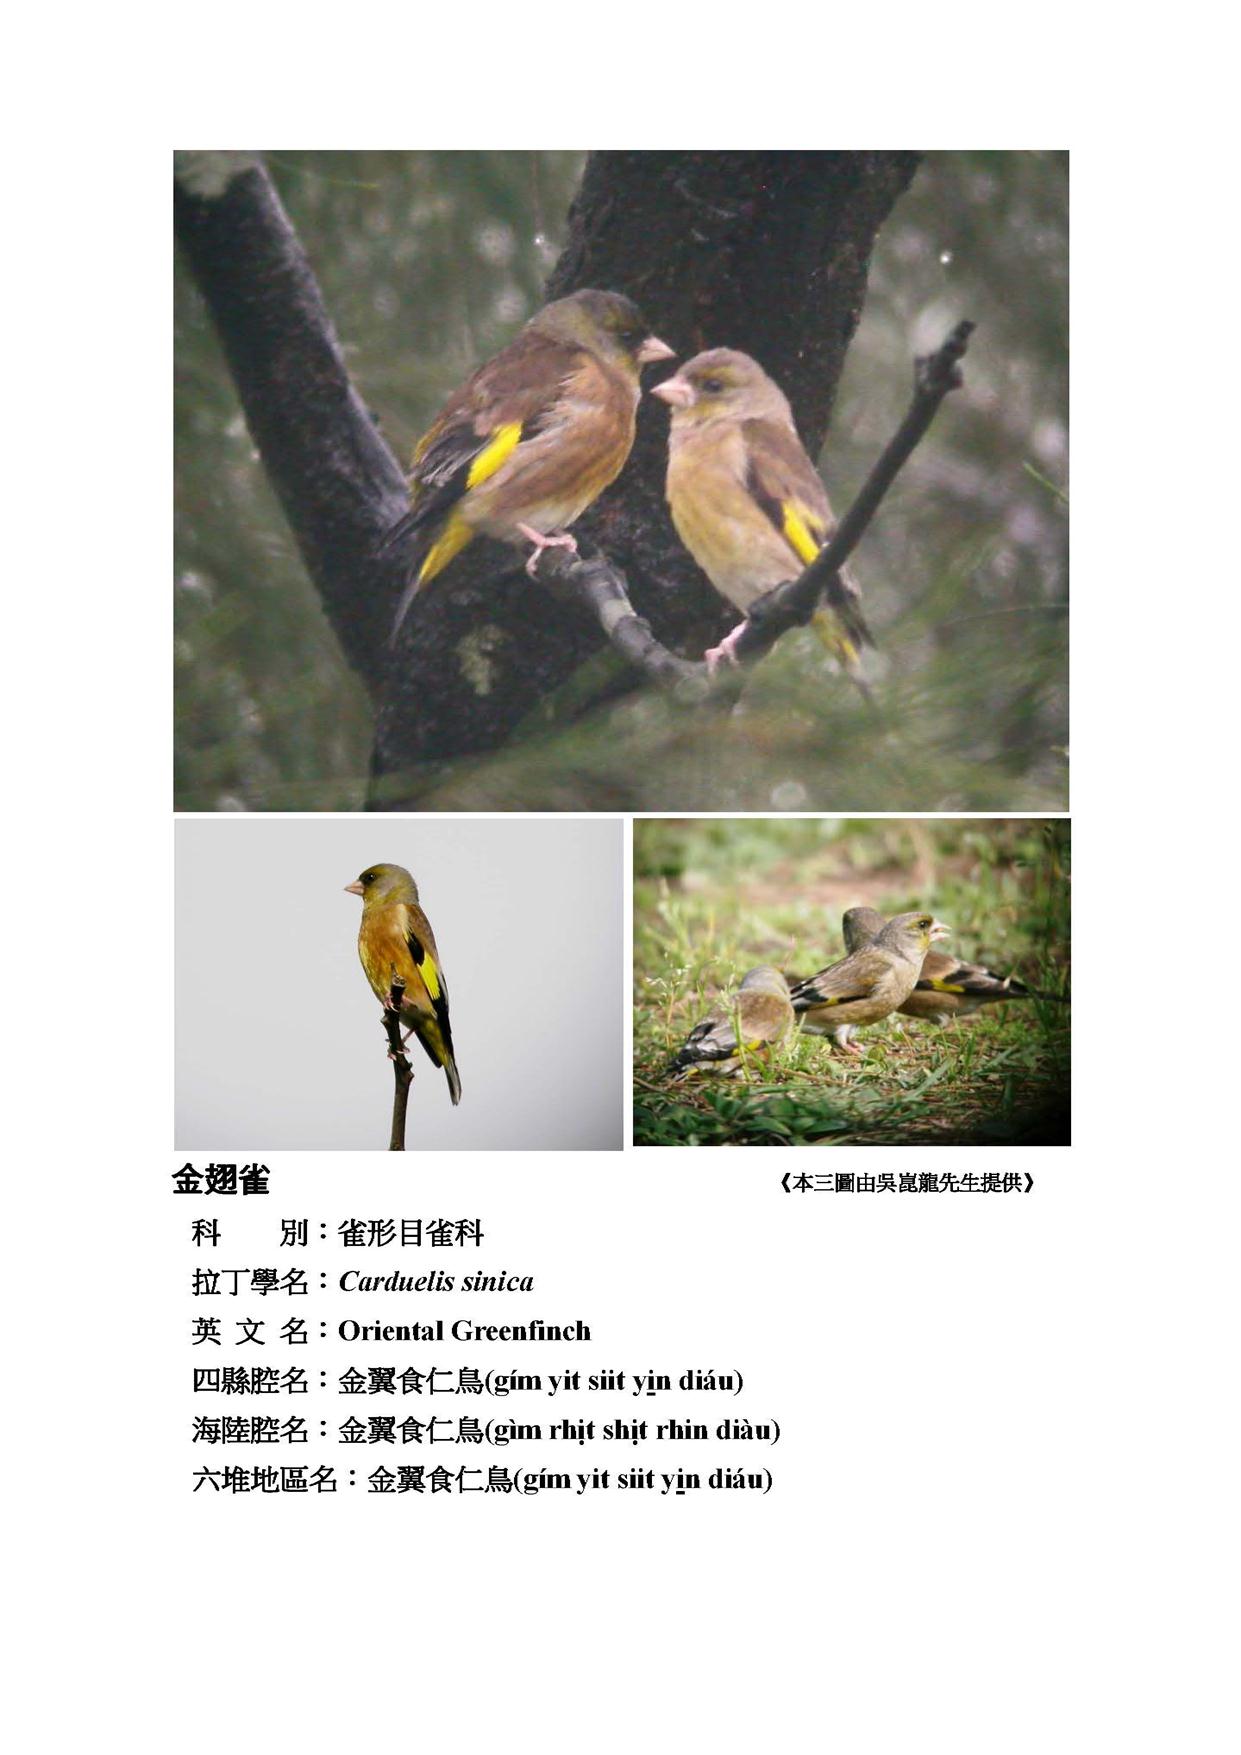 金翅雀 《本三圖由吳崑龍先生提供》
科 別：雀形目雀科
拉丁學名：Carduelis sinica
英 文 名：Oriental Greenfinch
四縣腔名：金翼食仁鳥(gím yit siit yi̲n diáu)
海陸腔名：金翼食仁鳥(gìm rhịt shịt rhin diàu)
六堆地區名：金翼食仁鳥(gím yit siit yi̲n diáu)